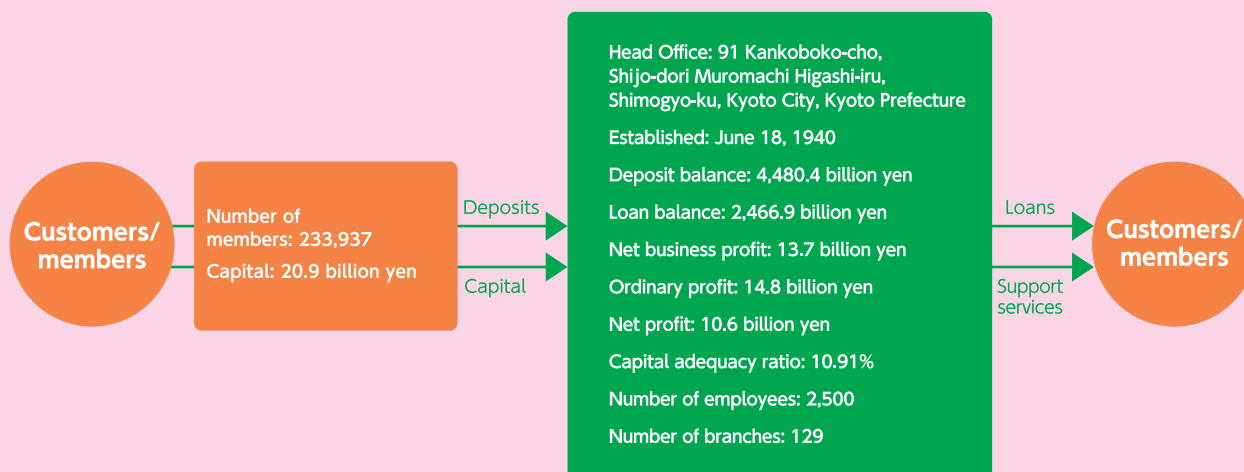 Customers/
members
Number of
members: 233,937
Capital: 20.9 billion yen
Deposits
Capital
Head Office: 91 Kankoboko-cho,
Shijo-dori Muromachi Higashi-iru,
Shimogyo-ku, Kyoto City, Kyoto Prefecture
Established: June 18, 1940
Deposit balance: 4,480.4 billion yen
Loan balance: 2,466.9 billion yen
Net business profit: 13.7 billion yen
Ordinary profit: 14.8 billion yen
Net profit: 10.6 billion yen
Capital adequacy ratio: 10.91%
Number of employees: 2,500
Number of branches: 129
Loans
Support
services
Customers/
members